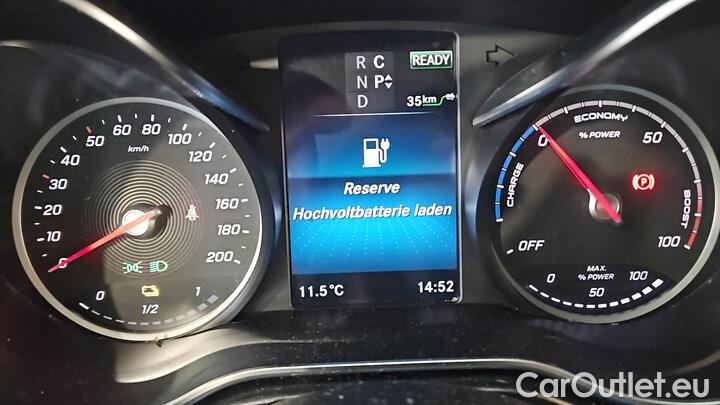 R C READY
N P
D 35 km
Reserve
Hochvoltbatterie laden
11.5°C 14:52
0 10 20 30 40 50 60 80 100 120 140 160 180 200
km/h
0 1/2 1
ECONOMY
% POWER
0 50 100
CHARGE
BOOST
OFF
P
MAX.
% POWER
0 50 100
CarOutlet.eu